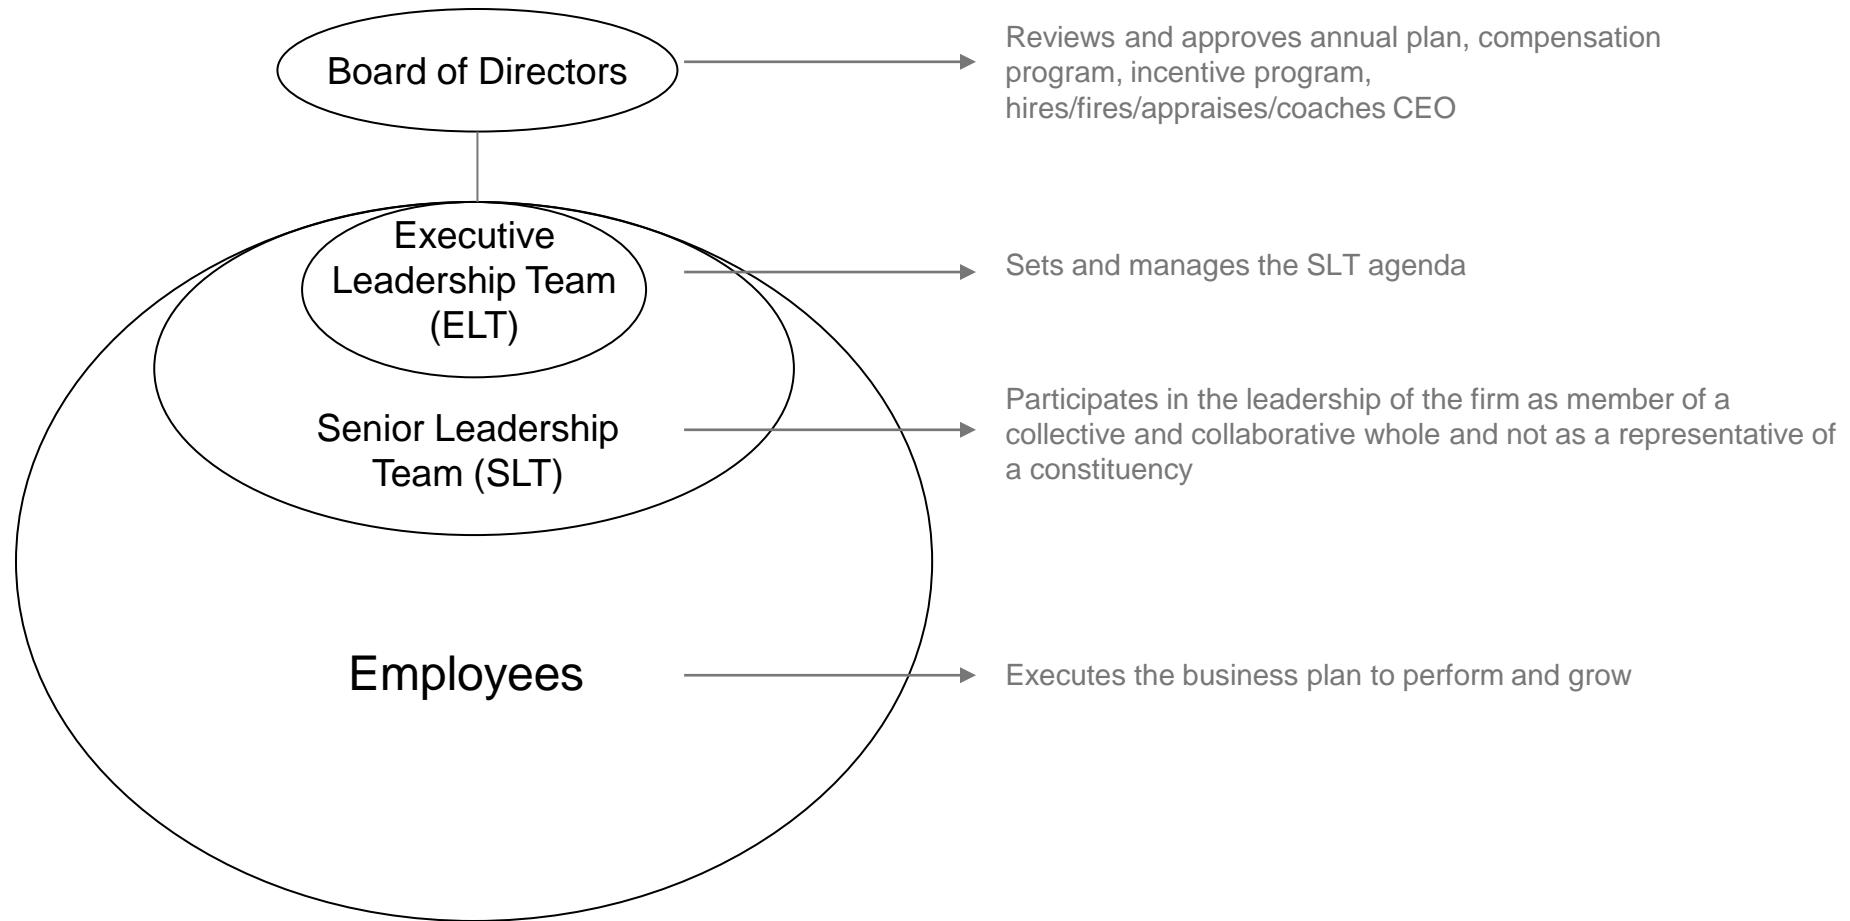 Board of Directors
Reviews and approves annual plan, compensation
program, incentive program,
hires/fires/appraises/coaches CEO
Executive
Leadership Team
(ELT)
Sets and manages the SLT agenda
Senior Leadership
Team (SLT)
Participates in the leadership of the firm as member of a
collective and collaborative whole and not as a representative of
a constituency
Employees
Executes the business plan to perform and grow